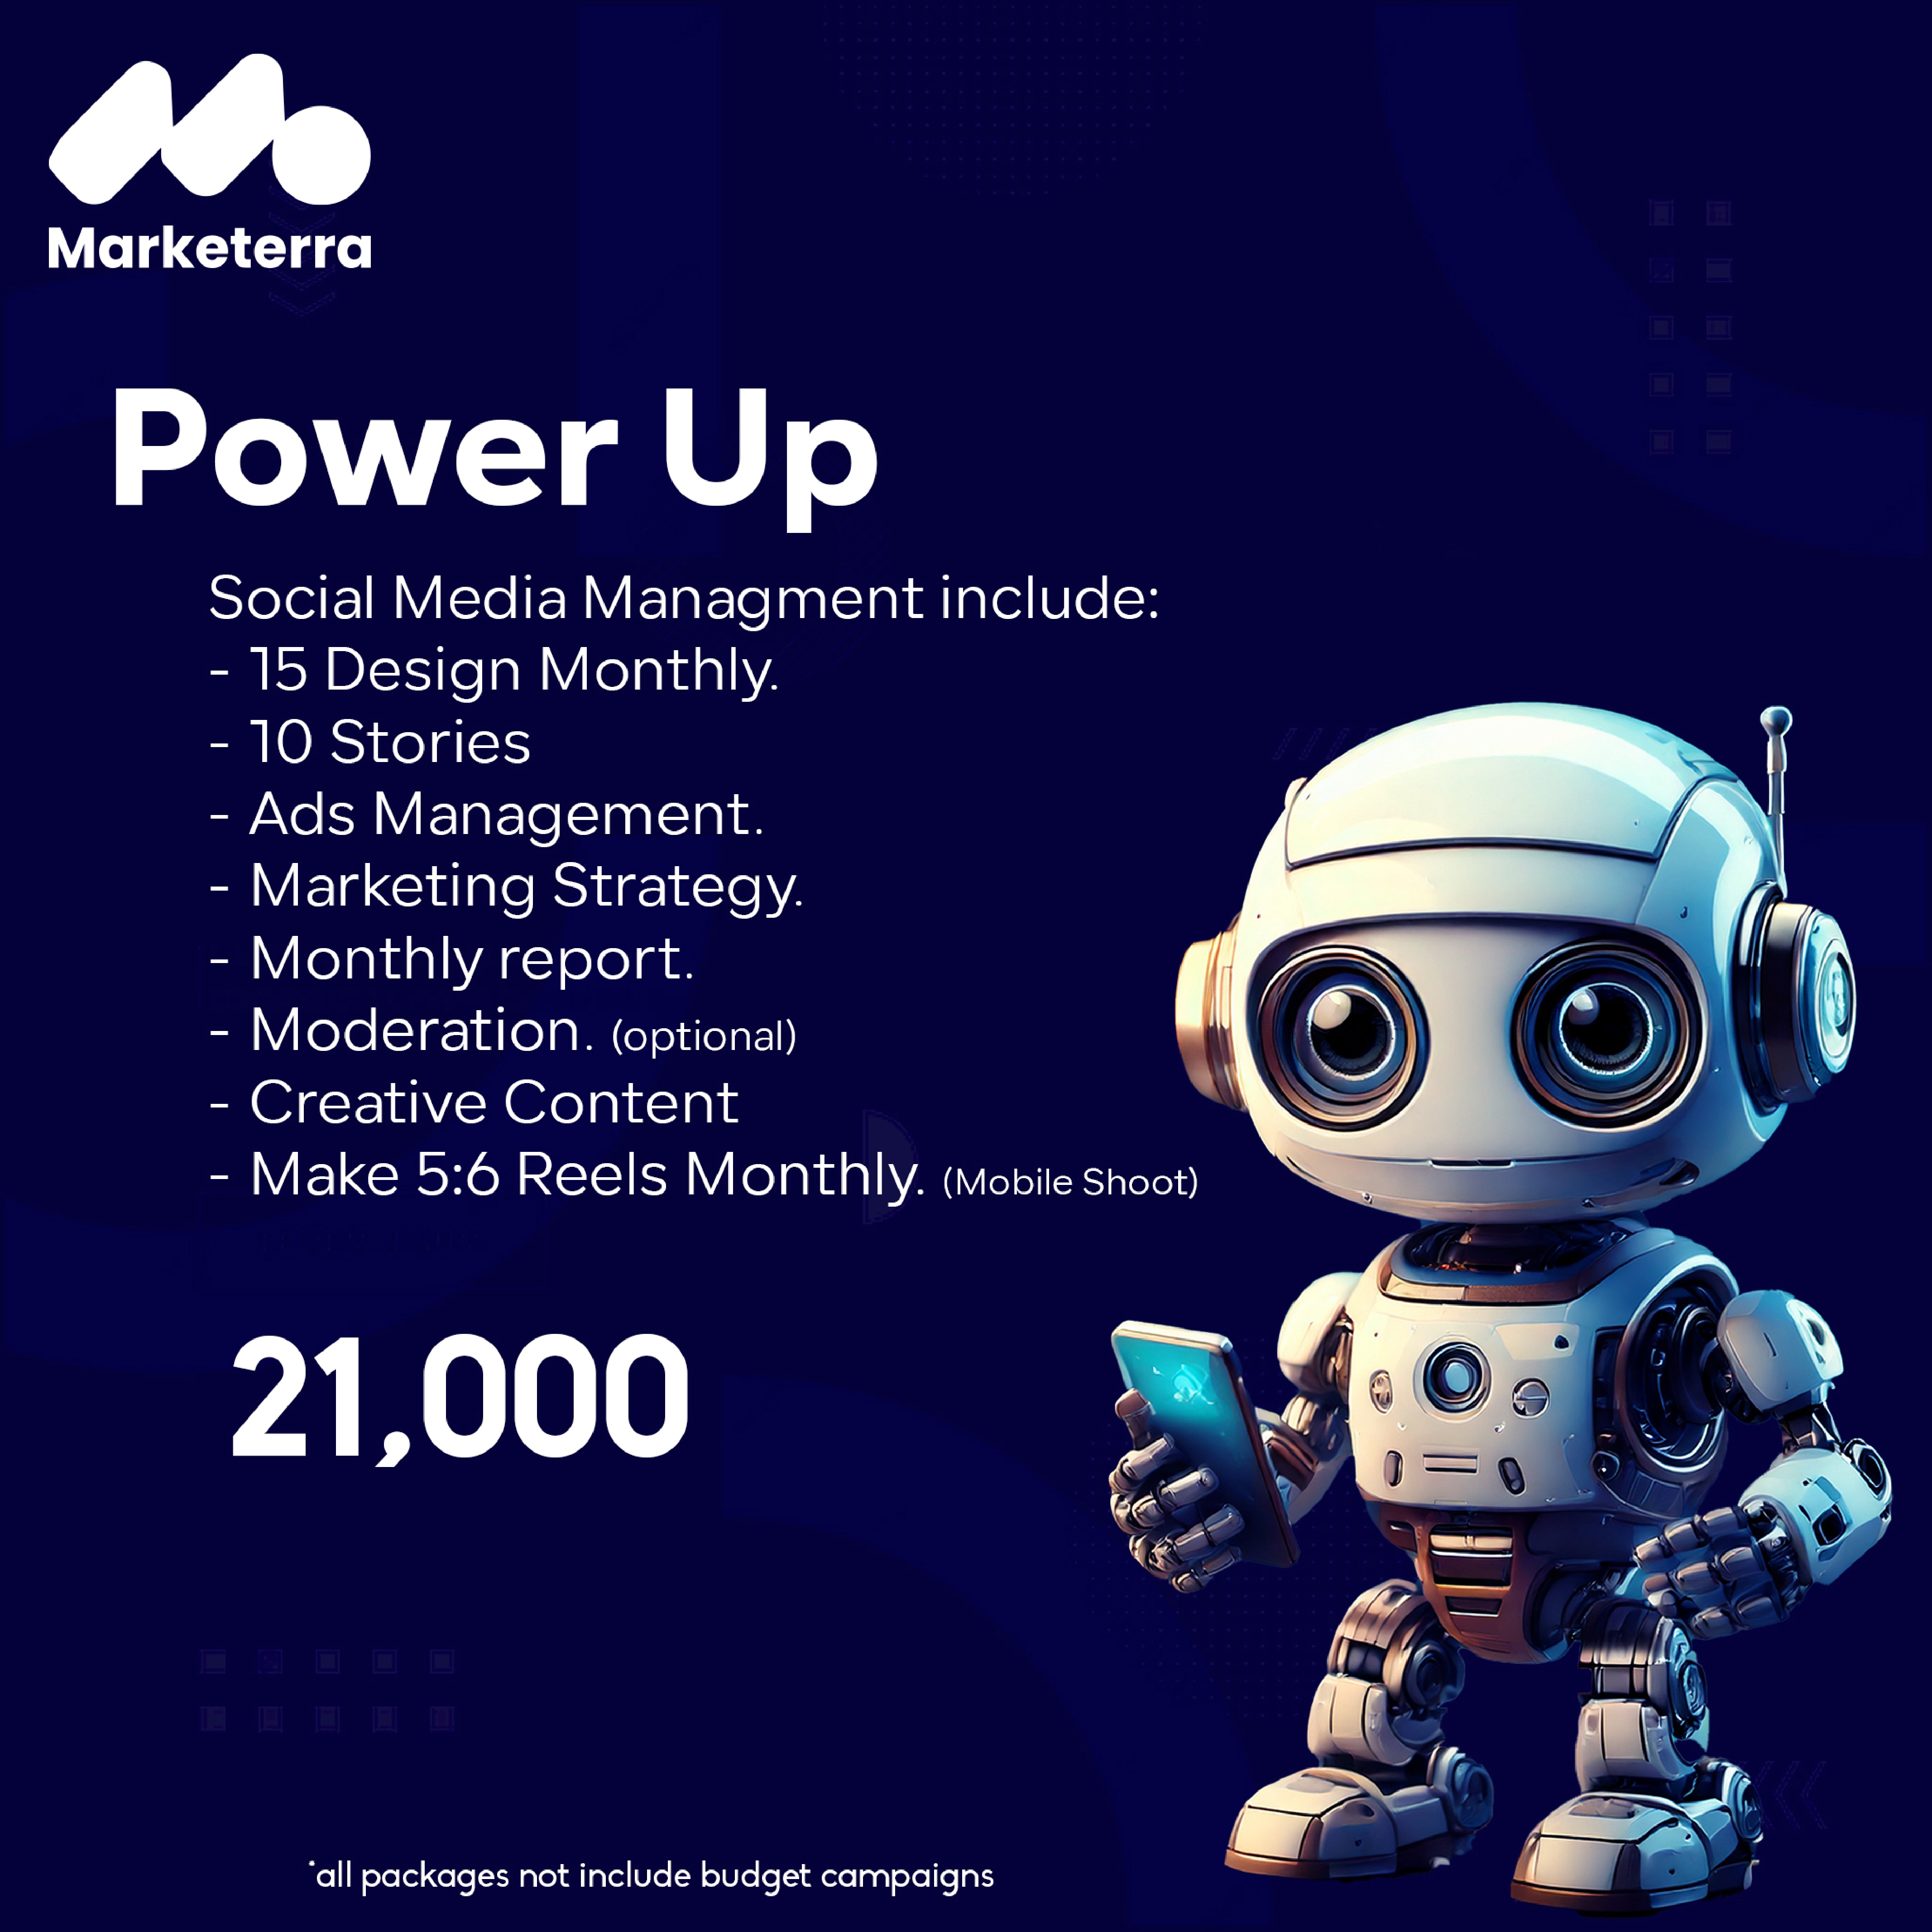 Marketerra
Power Up
Social Media Managment include:
- 15 Design Monthly.
- 10 Stories
- Ads Management.
- Marketing Strategy.
- Monthly report.
- Moderation. (optional)
- Creative Content
- Make 5:6 Reels Monthly. (Mobile Shoot)
21,000
*all packages not include budget campaigns